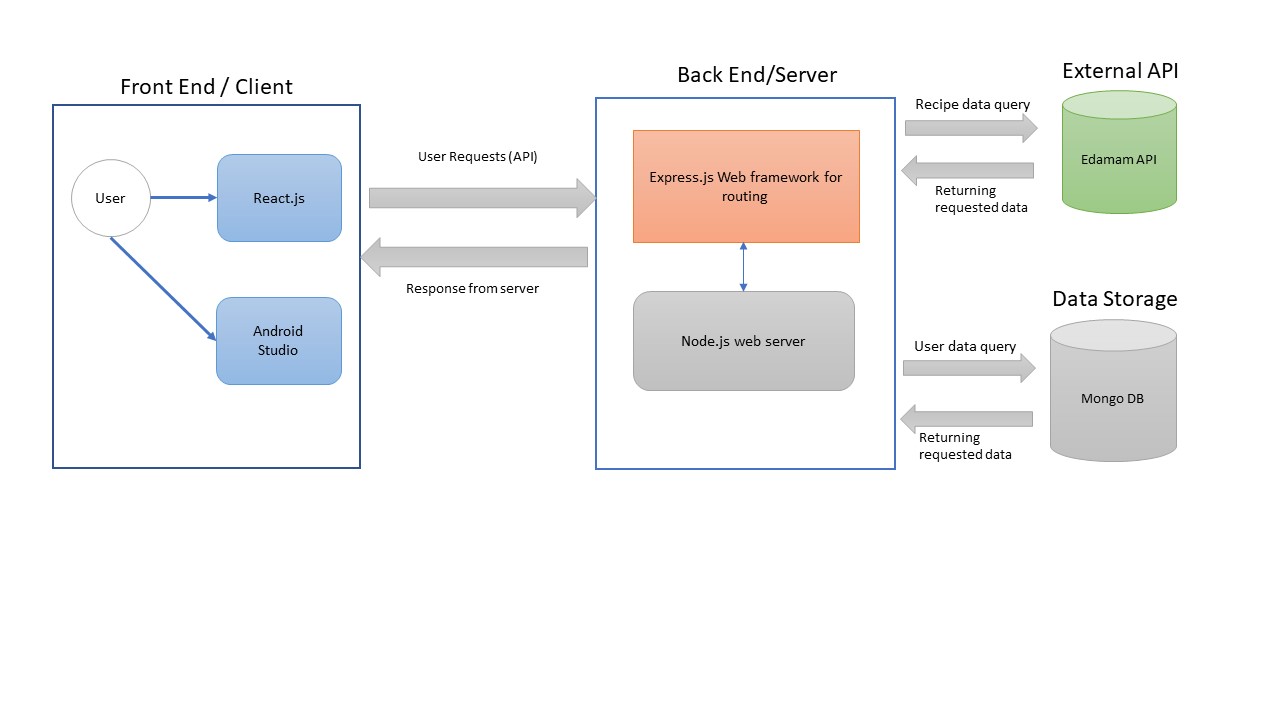 Front End / Client
User
React.js
Android
Studio
User Requests (API)
Response from server
Back End/Server
Express.js Web framework for
routing
Node.js web server
External API
Recipe data query
Edamam API
Returning
requested data
Data Storage
User data query
Mongo DB
Returning
requested data